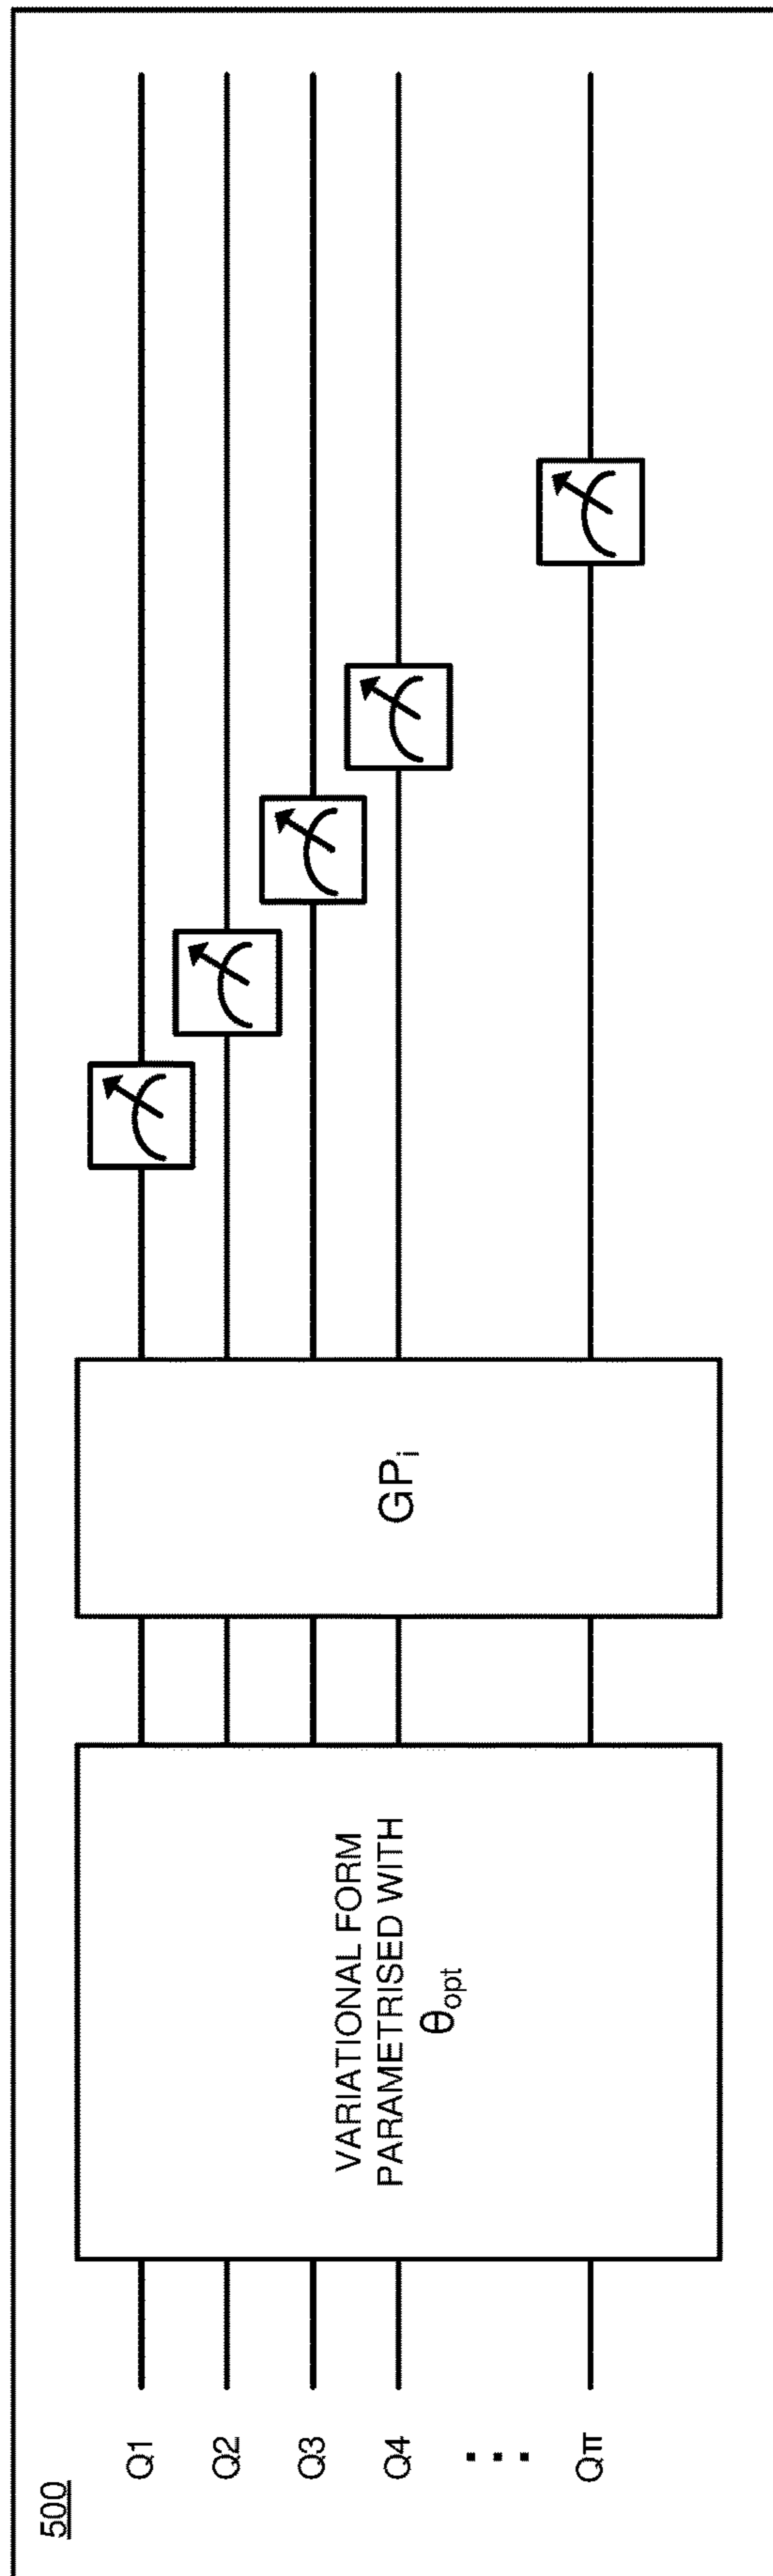 500
Q1
Q2
Q3
Q4
Qπ
VARIATIONAL FORM
PARAMETRISED WITH
θopt
GPi